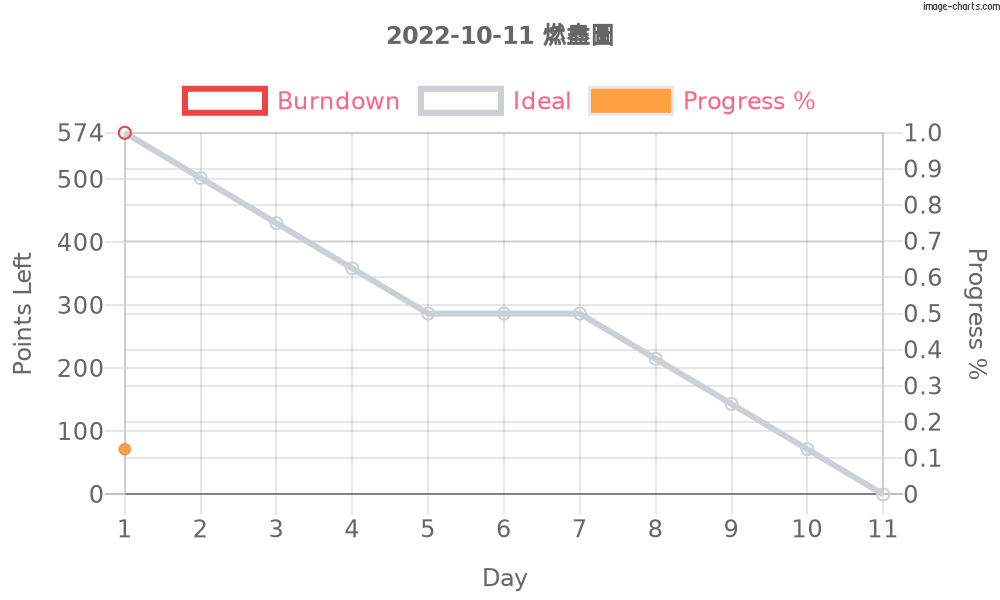 image-charts.com
2022-10-11 燃盡圖
Burndown Ideal Progress %
574 1.0
0.9
500
0.8
400 0.7
0.6
300 0.5
0.4
200
0.3
0.2
100
0.1
0 0
Points Left
Progress %
1 2 3 4 5 6 7 8 9 10 11
Day